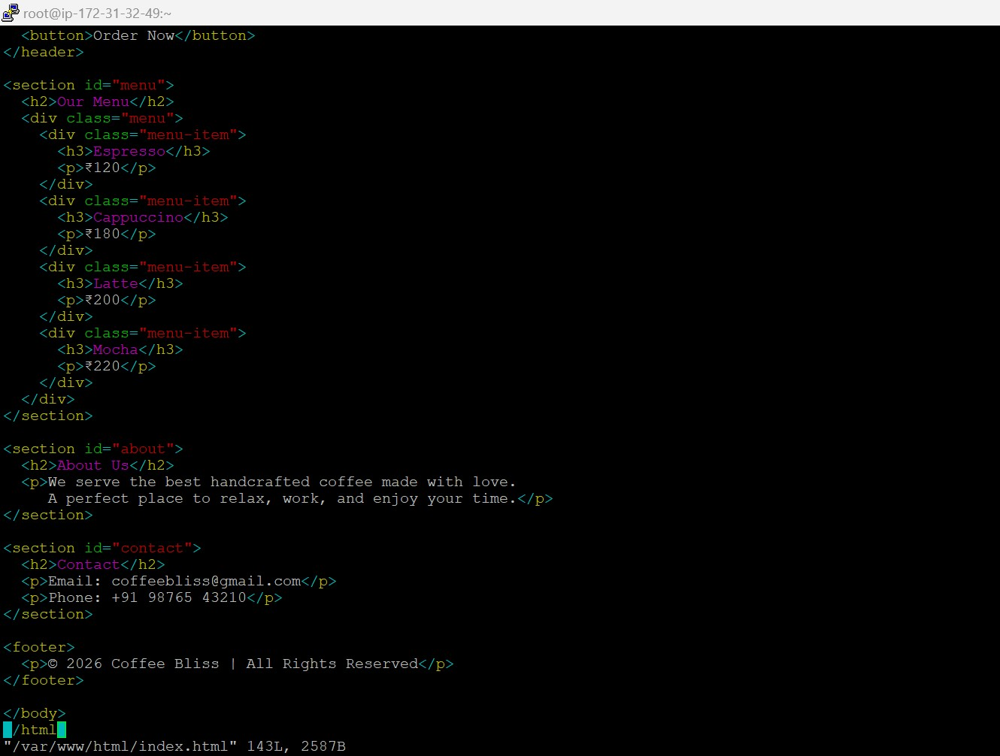 root@ip-172-31-32-49:~
<button>Order Now</button>
</header>
<section id="menu">
<h2>Our Menu</h2>
<div class="menu">
<div class="menu-item">
<h3>Espresso</h3>
<p>₹120</p>
</div>
<div class="menu-item">
<h3>Cappuccino</h3>
<p>₹180</p>
</div>
<div class="menu-item">
<h3>Latte</h3>
<p>₹200</p>
</div>
<div class="menu-item">
<h3>Mocha</h3>
<p>₹220</p>
</div>
</div>
</section>
<section id="about">
<h2>About Us</h2>
<p>We serve the best handcrafted coffee made with love.
A perfect place to relax, work, and enjoy your time.</p>
</section>
<section id="contact">
<h2>Contact</h2>
<p>Email: coffeebliss@gmail.com</p>
<p>Phone: +91 98765 43210</p>
</section>
<footer>
<p>© 2026 Coffee Bliss | All Rights Reserved</p>
</footer>
</body>
</html>
"/var/www/html/index.html" 143L, 2587B